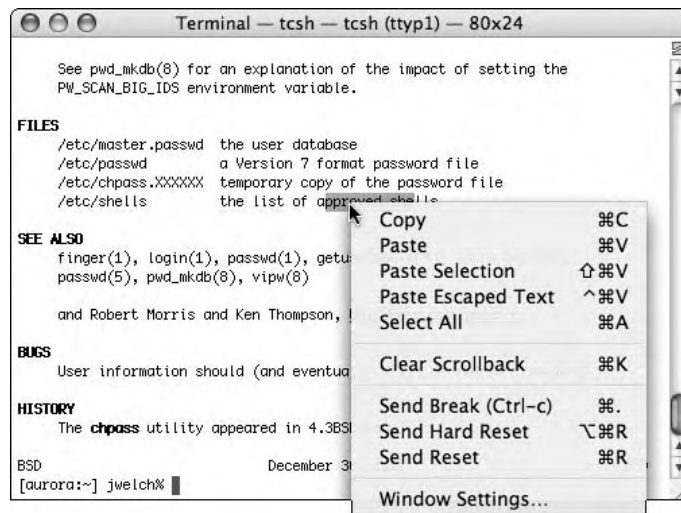 Terminal — tcsh — tcsh (ttyp1) — 80x24
See pwd_mkdb(8) for an explanation of the impact of setting the
PW_SCAN_BIG_IDS environment variable.
FILES
/etc/master.passwd the user database
/etc/passwd a Version 7 format password file
/etc/chpass.XXXXXX temporary copy of the password file
/etc/shells the list of approved shells
SEE ALSO
finger(1), login(1), passwd(1), getus
passwd(5), pwd_mkdb(8), vipw(8)
and Robert Morris and Ken Thompson,
BUGS
User information should (and eventua
HISTORY
The chpass utility appeared in 4.3BSD
BSD December 3
[aurora:~] jwelch%
Copy ⌘C
Paste ⌘V
Paste Selection ⇧⌘V
Paste Escaped Text ^⌘V
Select All ⌘A
Clear Scrollback ⌘K
Send Break (Ctrl-c) ⌘.
Send Hard Reset ⌥⌘R
Send Reset ⌘R
Window Settings...